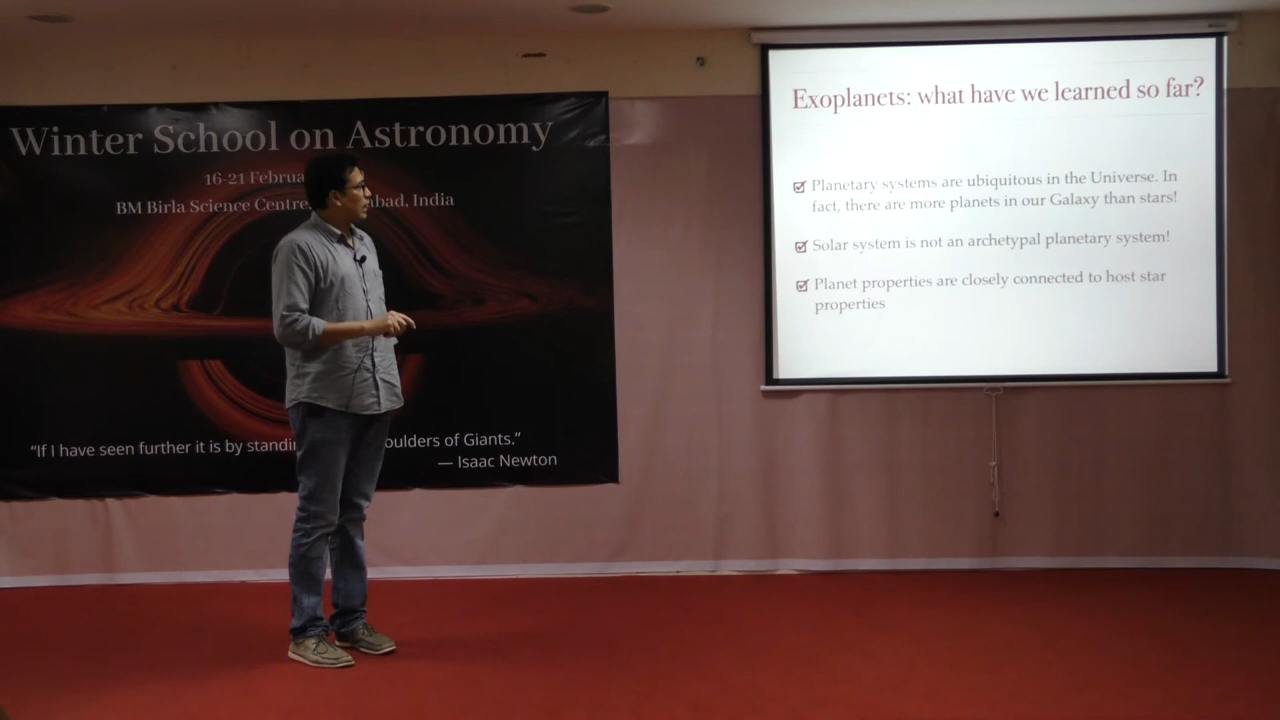 Winter School on Astronomy
16-21 Februa
BM Birla Science Centre, abad, India
“If I have seen further it is by standi oulders of Giants.”
— Isaac Newton
Exoplanets: what have we learned so far?
Planetary systems are ubiquitous in the Universe. In
fact, there are more planets in our Galaxy than stars!
Solar system is not an archetypal planetary system!
Planet properties are closely connected to host star
properties